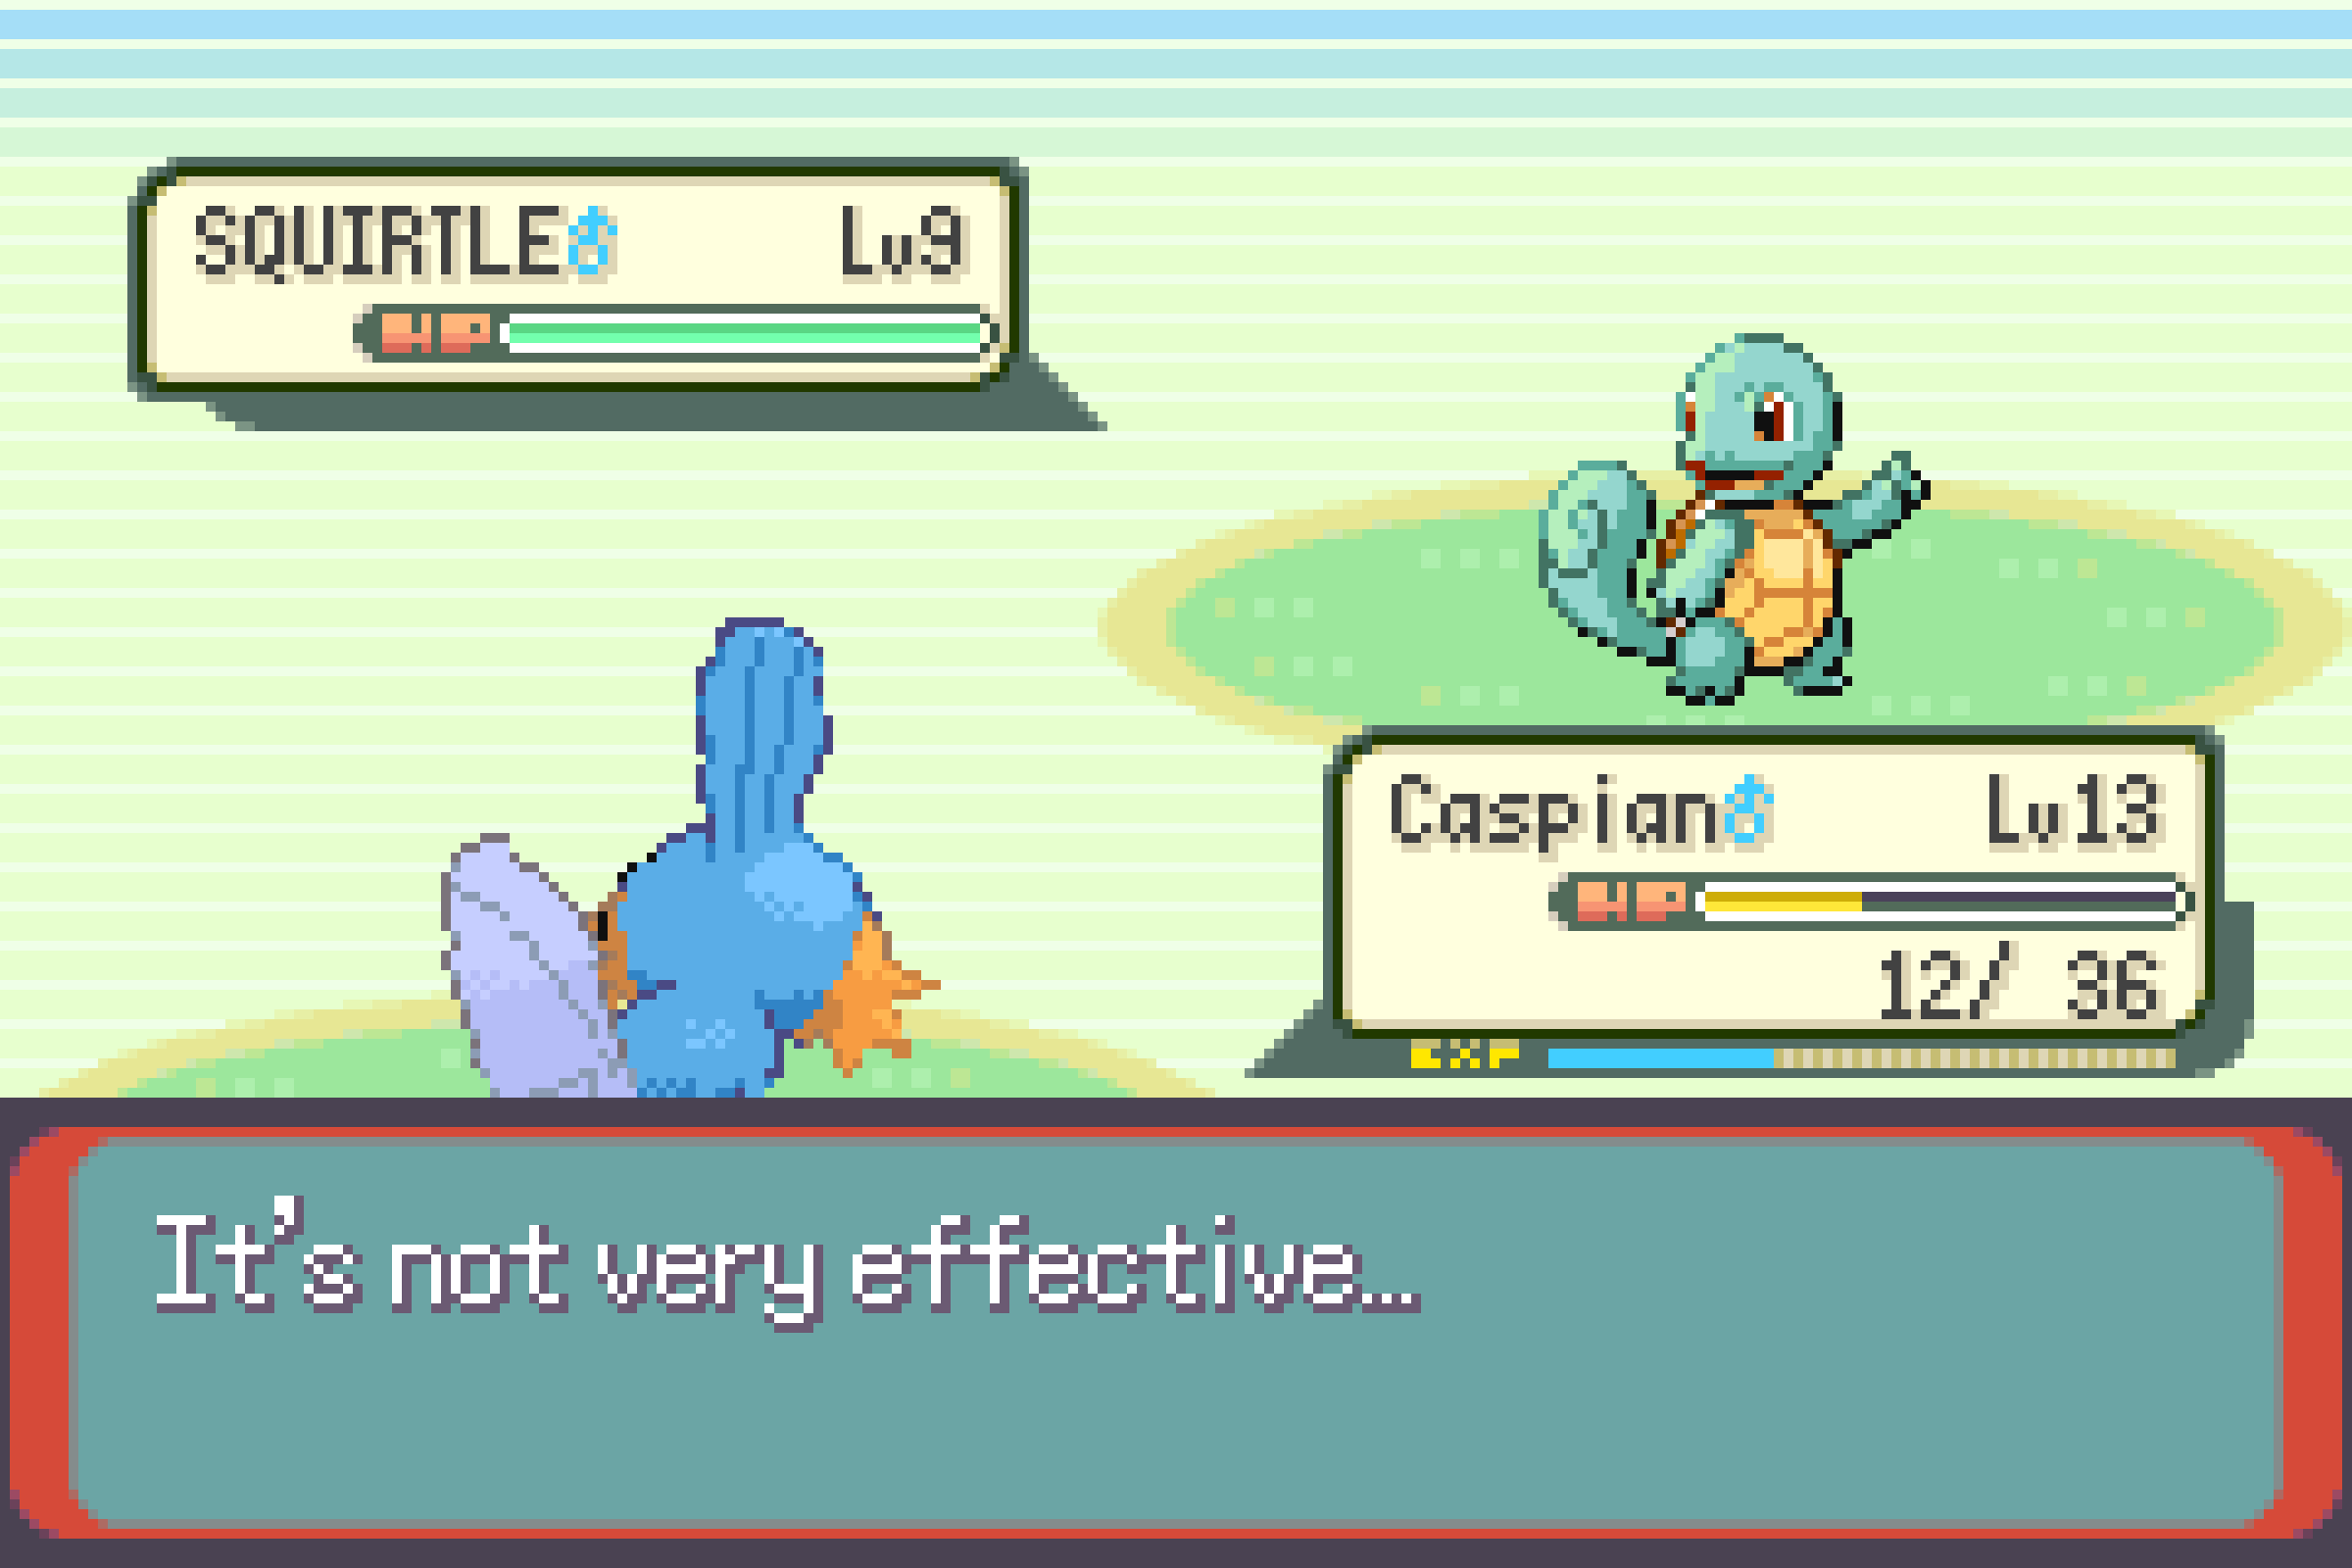 SQUIRTLE♂ Lv9
HP
Caspian♂ Lv13
HP
12/ 36
EXP
It's not very effective…